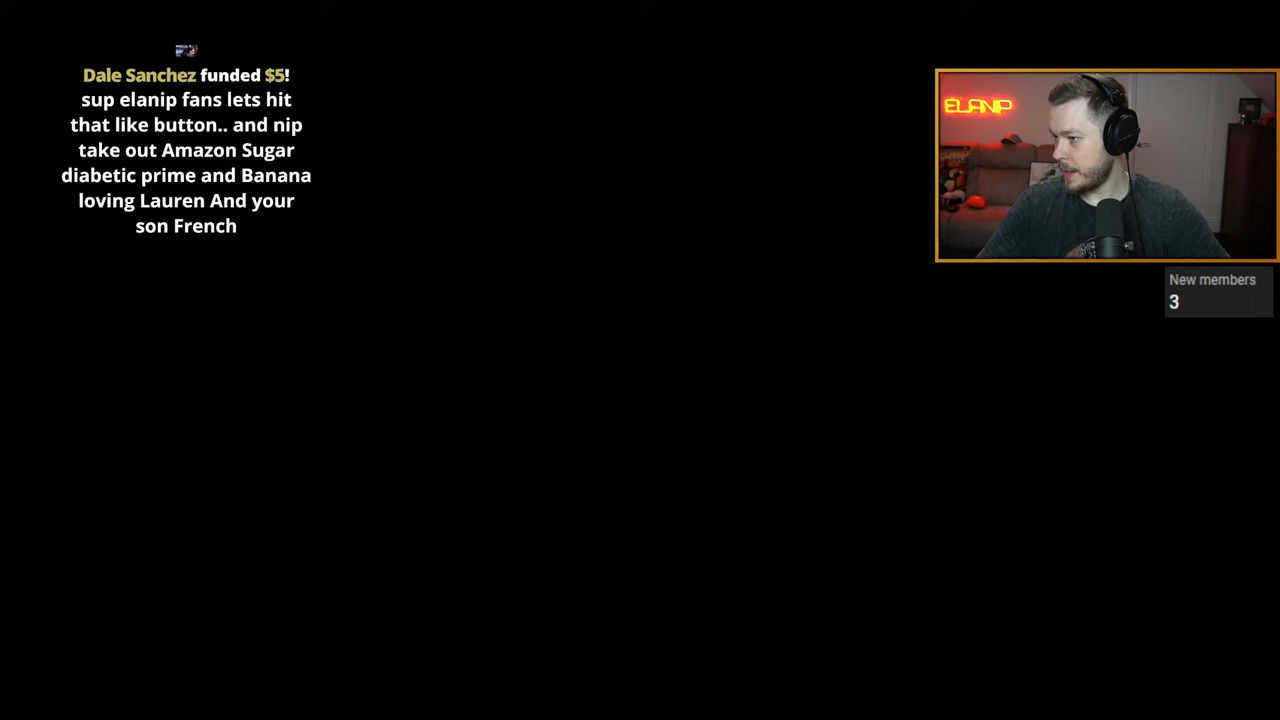 Dale Sanchez funded $5!
sup elanip fans lets hit
that like button.. and nip
take out Amazon Sugar
diabetic prime and Banana
loving Lauren And your
son French
ELANIP
New members
3